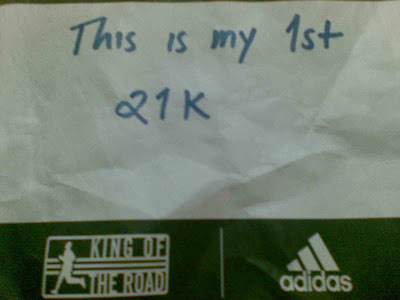 This is my 1st
21K
KING OF
THE ROAD
adidas